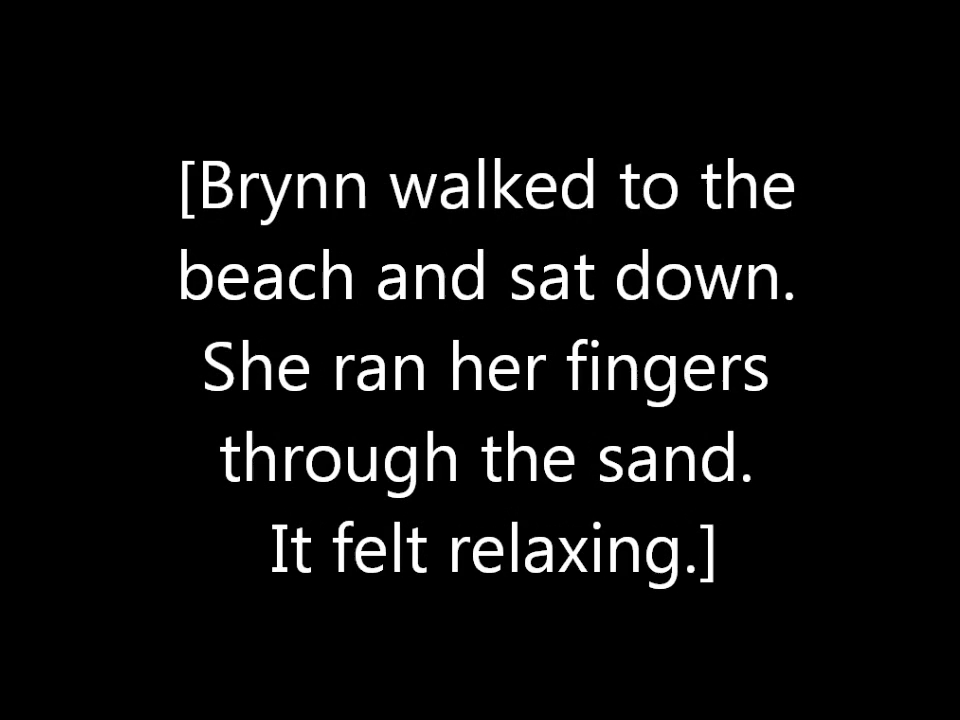 [Brynn walked to the
beach and sat down.
She ran her fingers
through the sand.
It felt relaxing.]